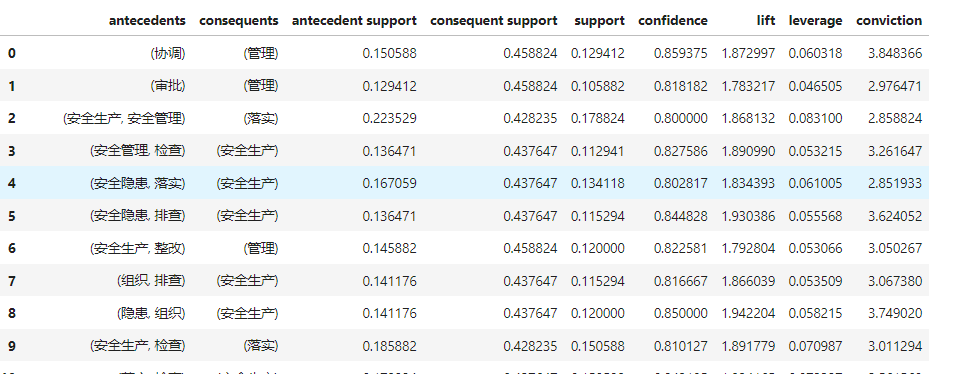 antecedents consequents antecedent support consequent support support confidence lift leverage conviction
0 (协调) (管理) 0.150588 0.458824 0.129412 0.859375 1.872997 0.060318 3.848366
1 (审批) (管理) 0.129412 0.458824 0.105882 0.818182 1.783217 0.046505 2.976471
2 (安全生产, 安全管理) (落实) 0.223529 0.428235 0.178824 0.800000 1.868132 0.083100 2.858824
3 (安全管理, 检查) (安全生产) 0.136471 0.437647 0.112941 0.827586 1.890990 0.053215 3.261647
4 (安全隐患, 落实) (安全生产) 0.167059 0.437647 0.134118 0.802817 1.834393 0.061005 2.851933
5 (安全隐患, 排查) (安全生产) 0.136471 0.437647 0.115294 0.844828 1.930386 0.055568 3.624052
6 (安全生产, 整改) (管理) 0.145882 0.458824 0.120000 0.822581 1.792804 0.053066 3.050267
7 (组织, 排查) (安全生产) 0.141176 0.437647 0.115294 0.816667 1.866039 0.053509 3.067380
8 (隐患, 组织) (安全生产) 0.141176 0.437647 0.120000 0.850000 1.942204 0.058215 3.749020
9 (安全生产, 检查) (落实) 0.185882 0.428235 0.150588 0.810127 1.891779 0.070987 3.011294